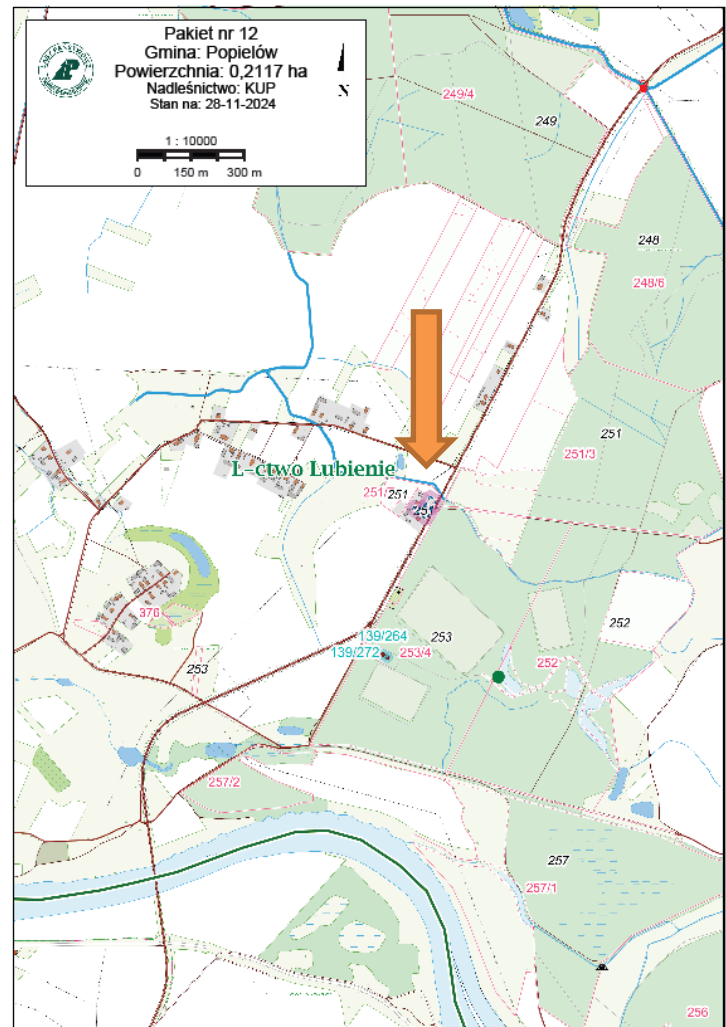 Pakiet nr 12
Gmina: Popielów
Powierzchnia: 0,2117 ha
Nadleśnictwo: KUP
Stan na: 28-11-2024
N
1 : 10000
0 150 m 300 m
249/4
249
248
248/6
251
251/3
L-ctwo Lubienie
251/
251
251
376
253
139/264
139/272
253/4
253
252
252
257/2
257
257/1
256